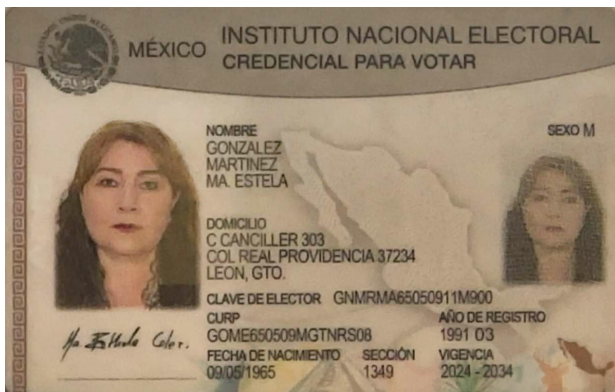 MÉXICO
INSTITUTO NACIONAL ELECTORAL
CREDENCIAL PARA VOTAR
NOMBRE
GONZALEZ
MARTINEZ
MA. ESTELA
SEXO M
DOMICILIO
C CANCILLER 303
COL REAL PROVIDENCIA 37234
LEON, GTO.
CLAVE DE ELECTOR GNMRMA65050911M900
CURP
GOME650509MGTNRS08
AÑO DE REGISTRO
1991 03
FECHA DE NACIMIENTO
09/05/1965
SECCIÓN
1349
VIGENCIA
2024 - 2034